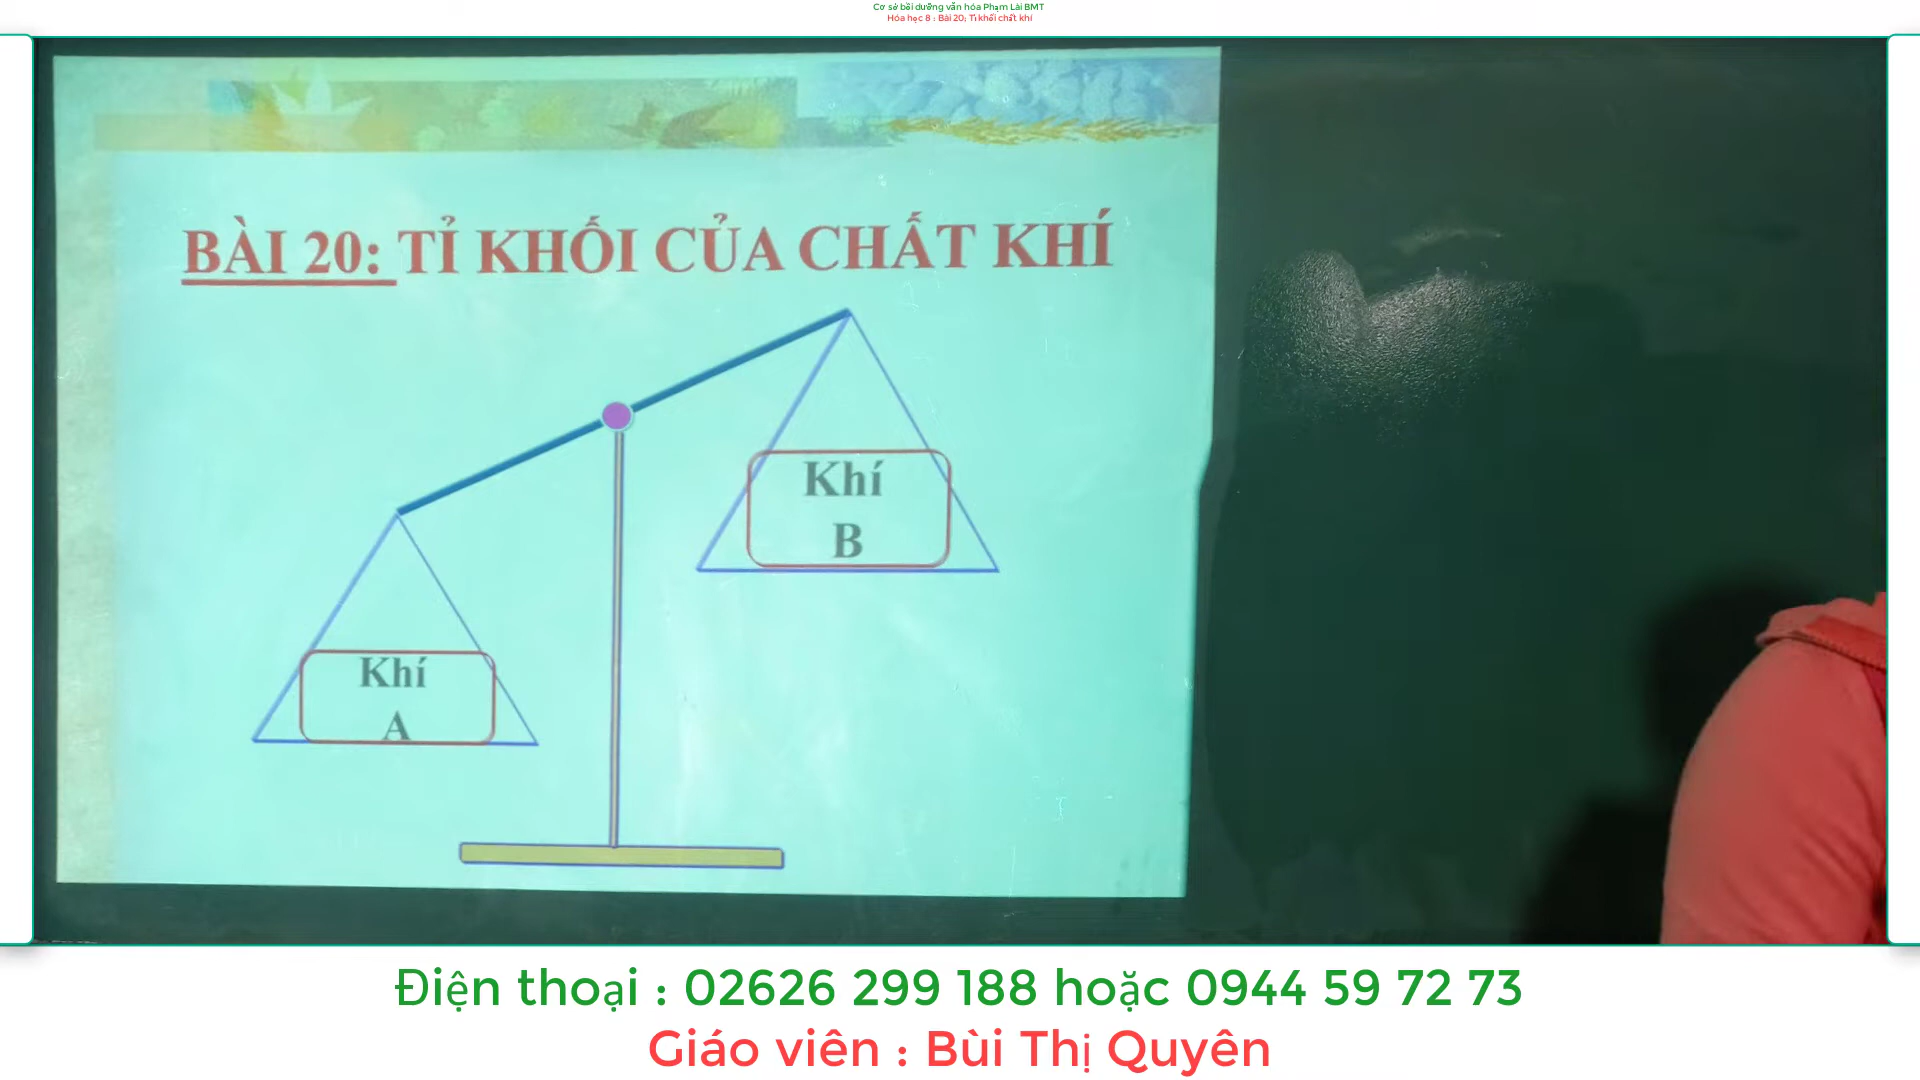 Cơ sở bồi dưỡng văn hóa Phạm Lài BMT
Hóa học 8 : Bài 20: Tỉ khối chất khí
BÀI 20: TỈ KHỐI CỦA CHẤT KHÍ
Khí
B
Khí
A
Điện thoại : 02626 299 188 hoặc 0944 59 72 73
Giáo viên : Bùi Thị Quyên